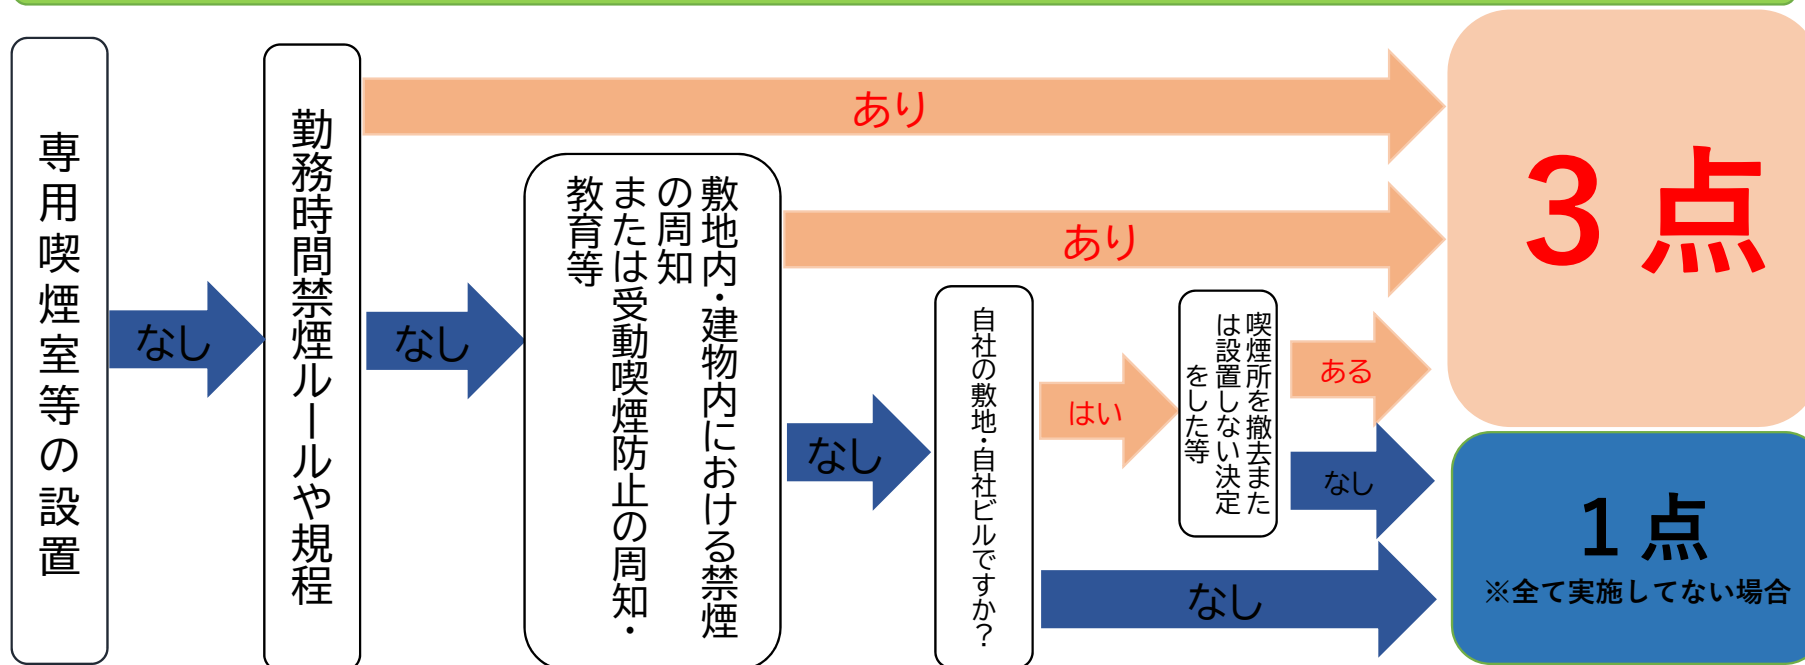 専用喫煙室等の設置
なし
勤務時間禁煙ルールや規程
あり
なし
敷地内・建物内における禁煙
の周知
または受動喫煙防止の周知・
教育等
あり
なし
自社の敷地・自社ビルですか？
はい
なし
喫煙所を撤去また
は設置しない決定
をした等
ある
なし
3点
1点
※全て実施してない場合